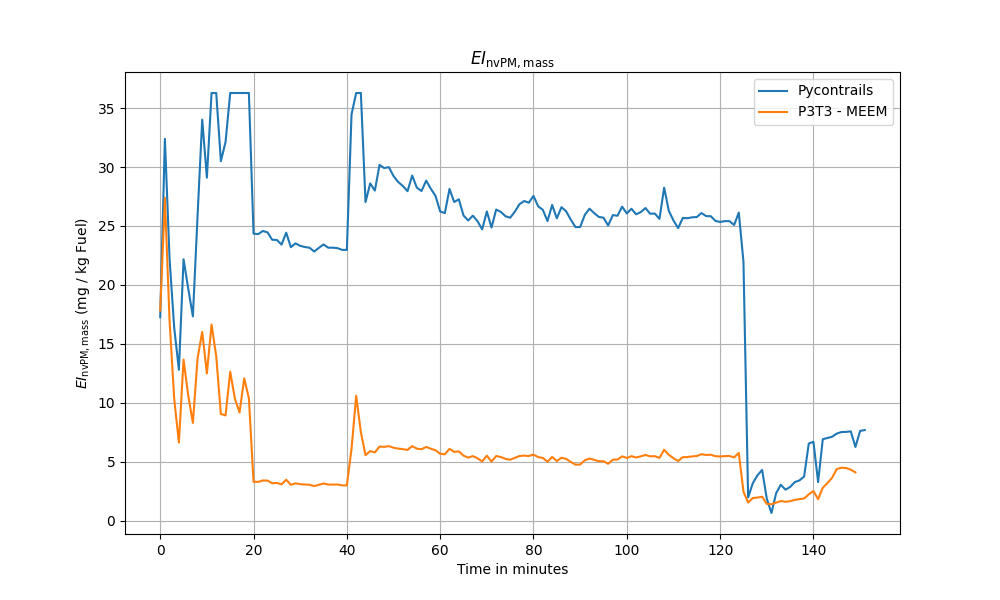 EI_nvPM, mass
Pycontrails
P3T3 - MEEM
EI_nvPM, mass (mg / kg Fuel)
35
30
25
20
15
10
5
0
0 20 40 60 80 100 120 140
Time in minutes